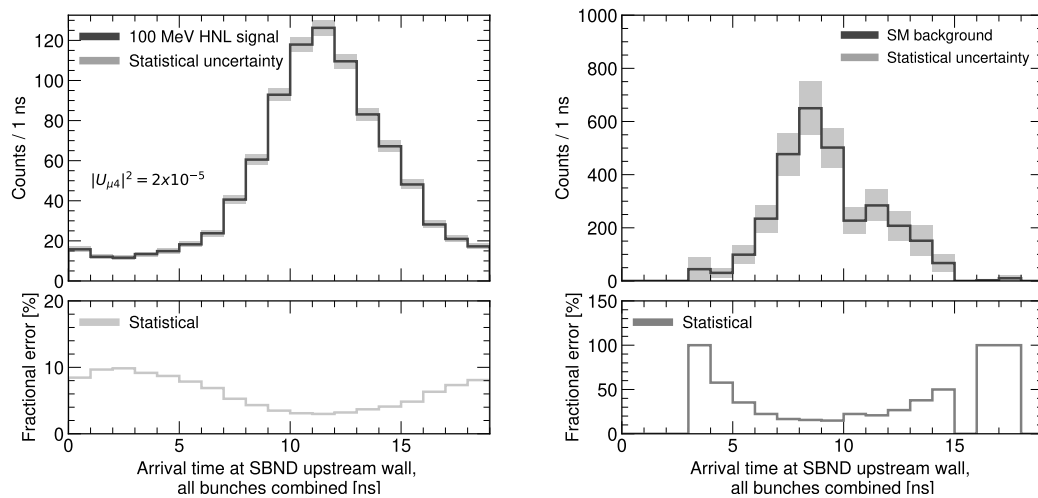 120
100
80
60
40
20
0
Counts / 1 ns
100 MeV HNL signal
Statistical uncertainty
|U_{μ4}|² = 2x10⁻⁵
20
10
0
Fractional error [%]
Statistical
0 5 10 15
Arrival time at SBND upstream wall,
all bunches combined [ns]
1000
800
600
400
200
0
Counts / 1 ns
SM background
Statistical uncertainty
150
100
50
0
Fractional error [%]
Statistical
0 5 10 15
Arrival time at SBND upstream wall,
all bunches combined [ns]